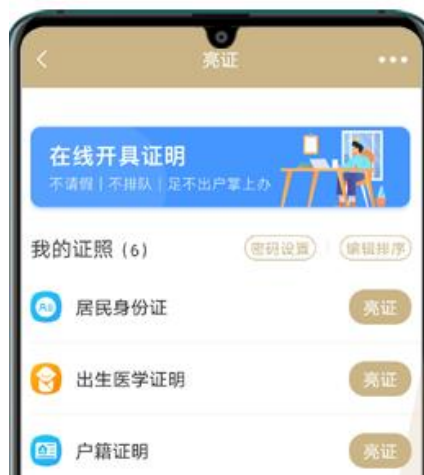 亮证
在线开具证明
不请假 | 不排队 | 足不出户掌上办
我的证照 (6)
密码设置
编辑排序
居民身份证
亮证
出生医学证明
亮证
户籍证明
亮证